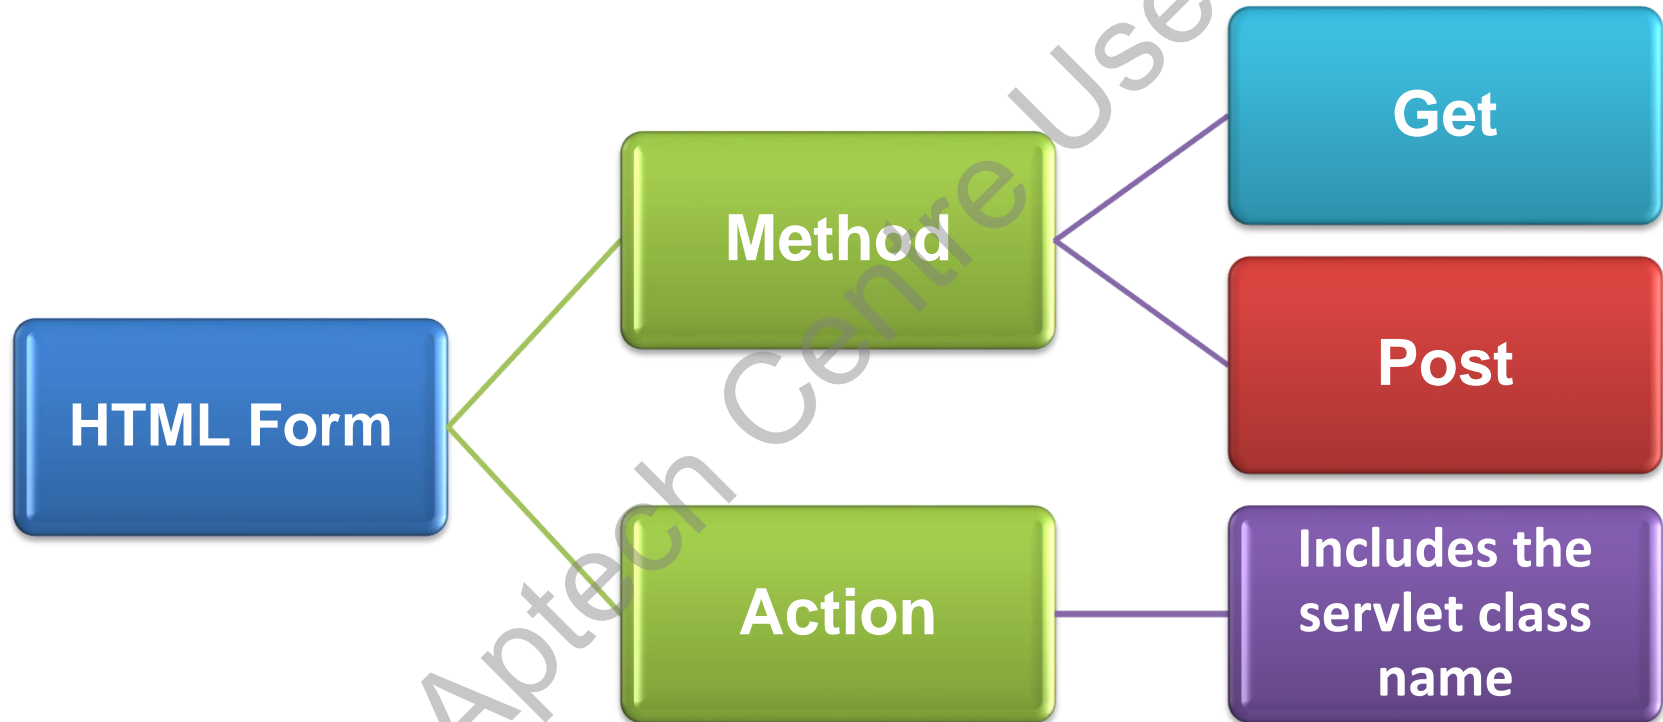 Get
Method
Post
HTML Form
Action
Includes the
servlet class
name
Aptech Centre Use